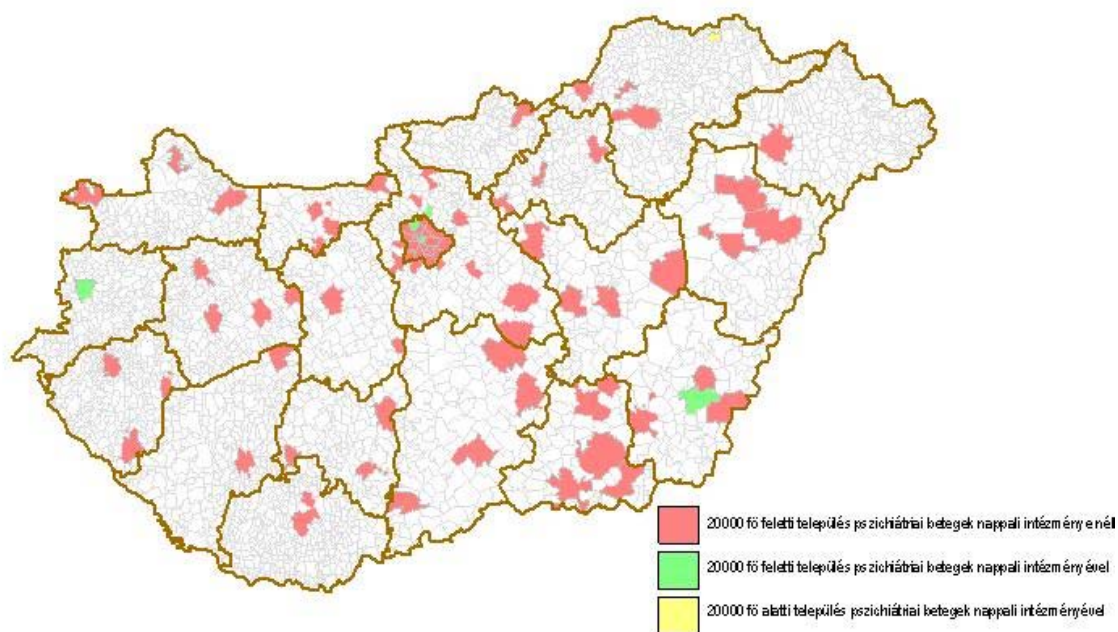 20000 fő feletti település pszichiátriai betegek nappali intézménye nél
20000 fő feletti település pszichiátriai betegek nappali intézményével
20000 fő alatti település pszichiátriai betegek nappali intézményével